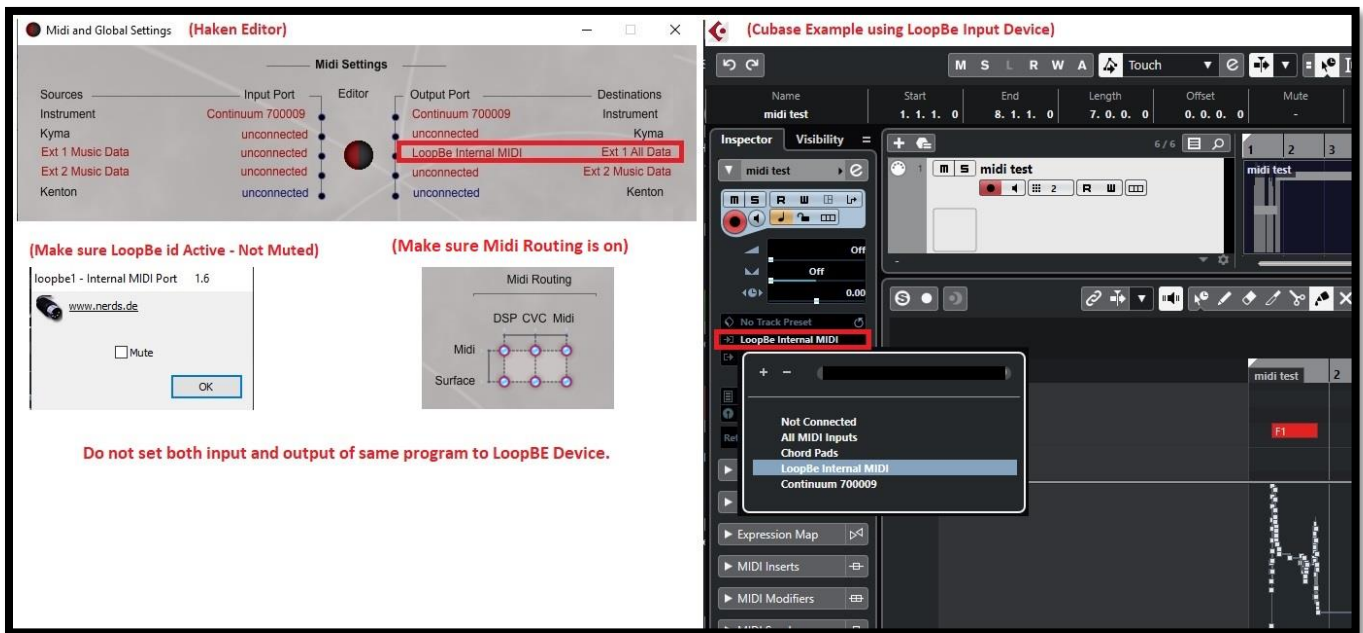 Midi and Global Settings (Haken Editor)
Midi Settings
Sources Input Port Editor Output Port Destinations
Instrument Continuum 700009 Continuum 700009 Instrument
Kyma unconnected unconnected Kyma
Ext 1 Music Data unconnected LoopBe Internal MIDI Ext 1 All Data
Ext 2 Music Data unconnected unconnected Ext 2 Music Data
Kenton unconnected unconnected Kenton
(Make sure LoopBe id Active - Not Muted)
loopbe1 - Internal MIDI Port 1.6
www.nerds.de
Mute
OK
(Make sure Midi Routing is on)
Midi Routing
DSP CVC Midi
Midi
Surface
Do not set both input and output of same program to LoopBE Device.
(Cubase Example using LoopBe Input Device)
M S L R W A Touch
Name Start End Length Offset Mute
midi test 1. 1. 1. 0 8. 1. 1. 0 7. 0. 0. 0 0. 0. 0. 0 -
Inspector Visibility
midi test
m S R W
Off
Off
0.00
No Track Preset
LoopBe Internal MIDI
Not Connected
All MIDI Inputs
Chord Pads
LoopBe Internal MIDI
Continuum 700009
Expression Map
MIDI Inserts
MIDI Modifiers
6/6
1 2 3
1 m S midi test
2 R W
midi test
midi test 2
F1